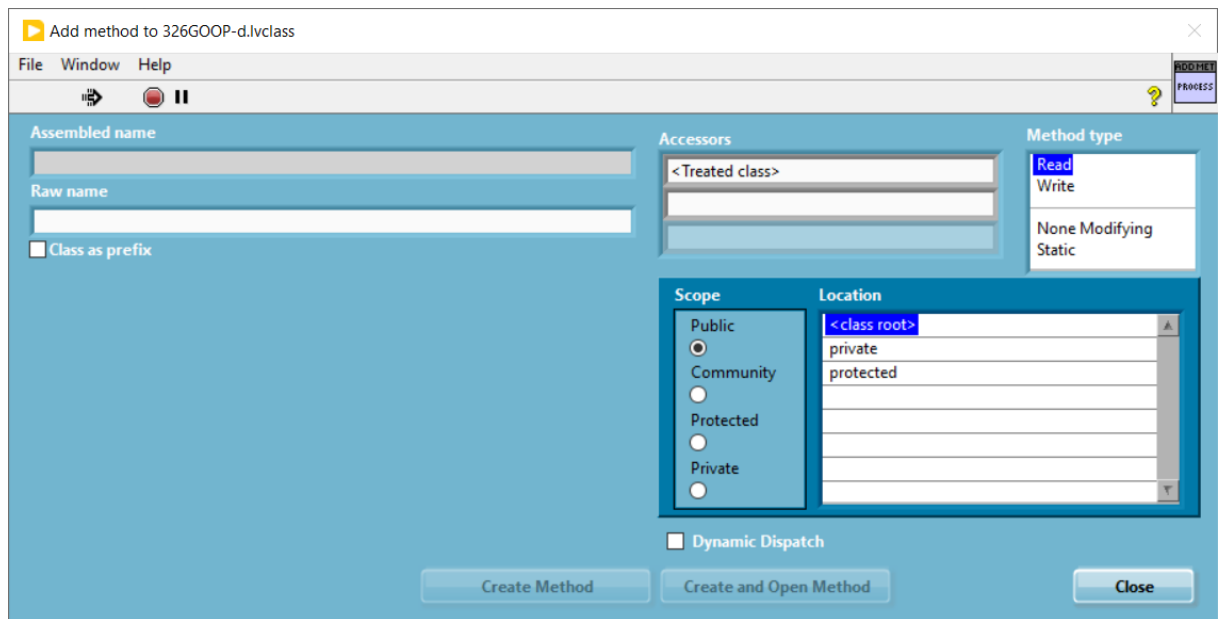 Add method to 326GOOP-d.lvclass
File Window Help
ADD MET
PROCESS
Assembled name
Raw name
Class as prefix
Accessors
<Treated class>
Method type
Read
Write
None Modifying
Static
Scope
Public
Community
Protected
Private
Location
<class root>
private
protected
Dynamic Dispatch
Create Method
Create and Open Method
Close